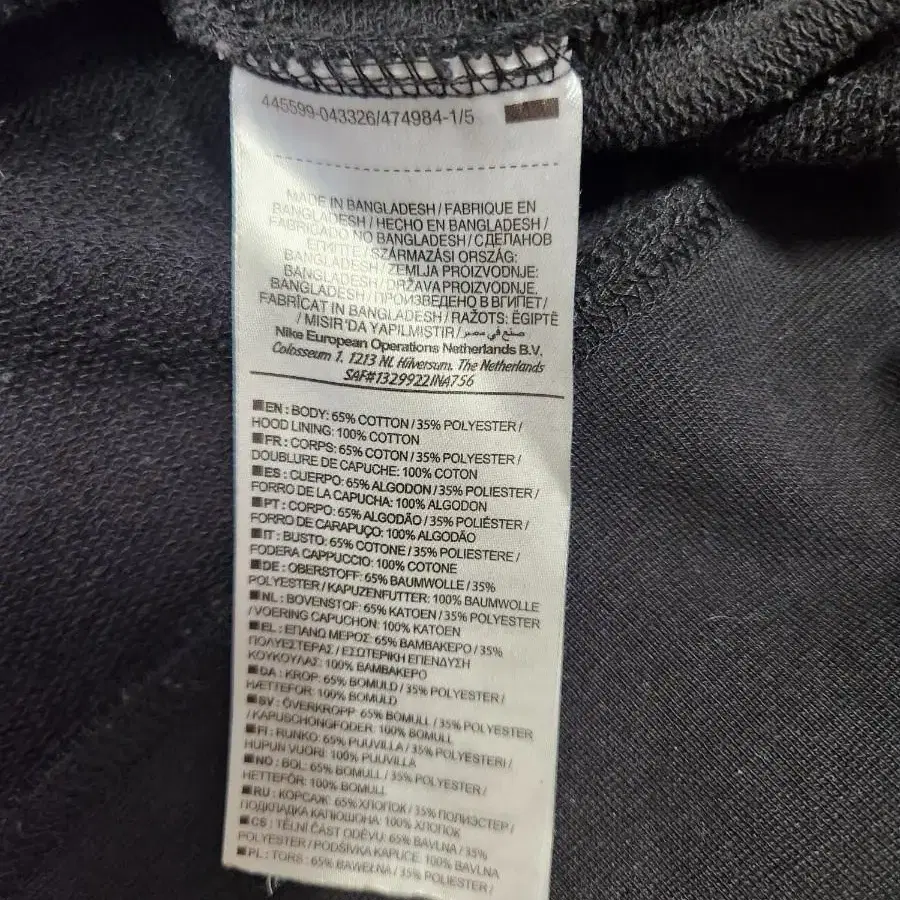 445599-043326/474984-1/5
MADE IN BANGLADESH / FABRIQUE EN
BANGLADESH / HECHO EN BANGLADESH /
FABRICADO NO BANGLADESH / СДЕЛАНОВ
ЕГИПТЕ / SZÁRMAZÁSI ORSZÁG:
BANGLADESH / ZEMLJA PROIZVODNJE:
BANGLADESH / DRŽAVA PROIZVODNJE,
BANGLADESH / ПРОИЗВЕДЕНО В ЕГИПЕТ /
FABRICAT IN BANGLADESH / RAŽOTS: ĒĢIPTĒ
/ MISIR'DA YAPILMISTIR / صنع في مصر
Nike European Operations Netherlands B.V.
Colosseum 1, 1213 NL Hilversum, The Netherlands
SAF#1329922INA756
EN : BODY: 65% COTTON / 35% POLYESTER /
HOOD LINING: 100% COTTON
FR : CORPS: 65% COTON / 35% POLYESTER /
DOUBLURE DE CAPUCHE: 100% COTON
ES : CUERPO: 65% ALGODON / 35% POLIESTER /
FORRO DE LA CAPUCHA: 100% ALGODON
PT : CORPO: 65% ALGODÃO / 35% POLIÉSTER /
FORRO DE CARAPUÇO: 100% ALGODÃO
IT : BUSTO: 65% COTONE / 35% POLIESTERE /
FODERA CAPPUCCIO: 100% COTONE
DE : OBERSTOFF: 65% BAUMWOLLE / 35%
POLYESTER / KAPUZENFUTTER: 100% BAUMWOLLE
NL : BOVENSTOF: 65% KATOEN / 35% POLYESTER
/ VOERING CAPUCHON: 100% KATOEN
EL : ΕΠΑΝΩ ΜΕΡΟΣ: 65% ΒΑΜΒΑΚΕΡΟ / 35%
ΠΟΛΥΕΣΤΕΡΑΣ / ΕΣΩΤΕΡΙΚΗ ΕΠΕΝΔΥΣΗ
ΚΟΥΚΟΥΛΑΣ: 100% ΒΑΜΒΑΚΕΡΟ
DA : KROP: 65% BOMULD / 35% POLYESTER /
HÆTTEFOR: 100% BOMULD
SV : ÖVERKROPP: 65% BOMULL / 35% POLYESTER
/ KAPUSCHONGFODER: 100% BOMULL
FI : RUNKO: 65% PUUVILLA / 35% POLYESTERI /
HUPUN VUORI: 100% PUUVILLA
NO : BOL: 65% BOMULL / 35% POLYESTER /
HETTEFÔR: 100% BOMULL
RU : КОРСАЖ: 65% ХЛОПОК / 35% ПОЛИЭСТЕР /
ПОДКЛАДКА КАПЮШОНА: 100% ХЛОПОК
CS : TĚLNÍ ČÁST ODĚVU: 65% BAVLNA / 35%
POLYESTER / PODŠÍVKA KAPUCE: 100% BAVLNA
PL : TORS : 65% BAWEŁNA / 35% POLIESTER /